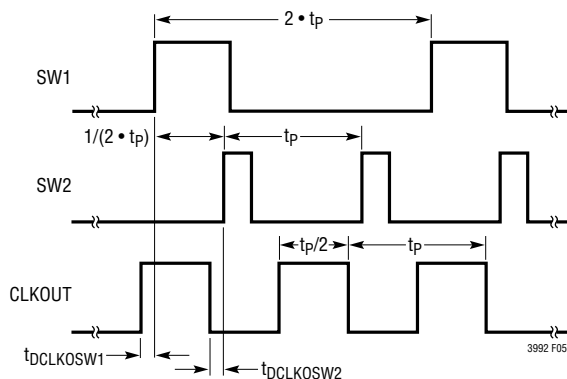 2 • tP
SW1
1/(2 • tP)
tP
SW2
tP/2
tP
CLKOUT
3992 F05
tDCLKOSW1
tDCLKOSW2